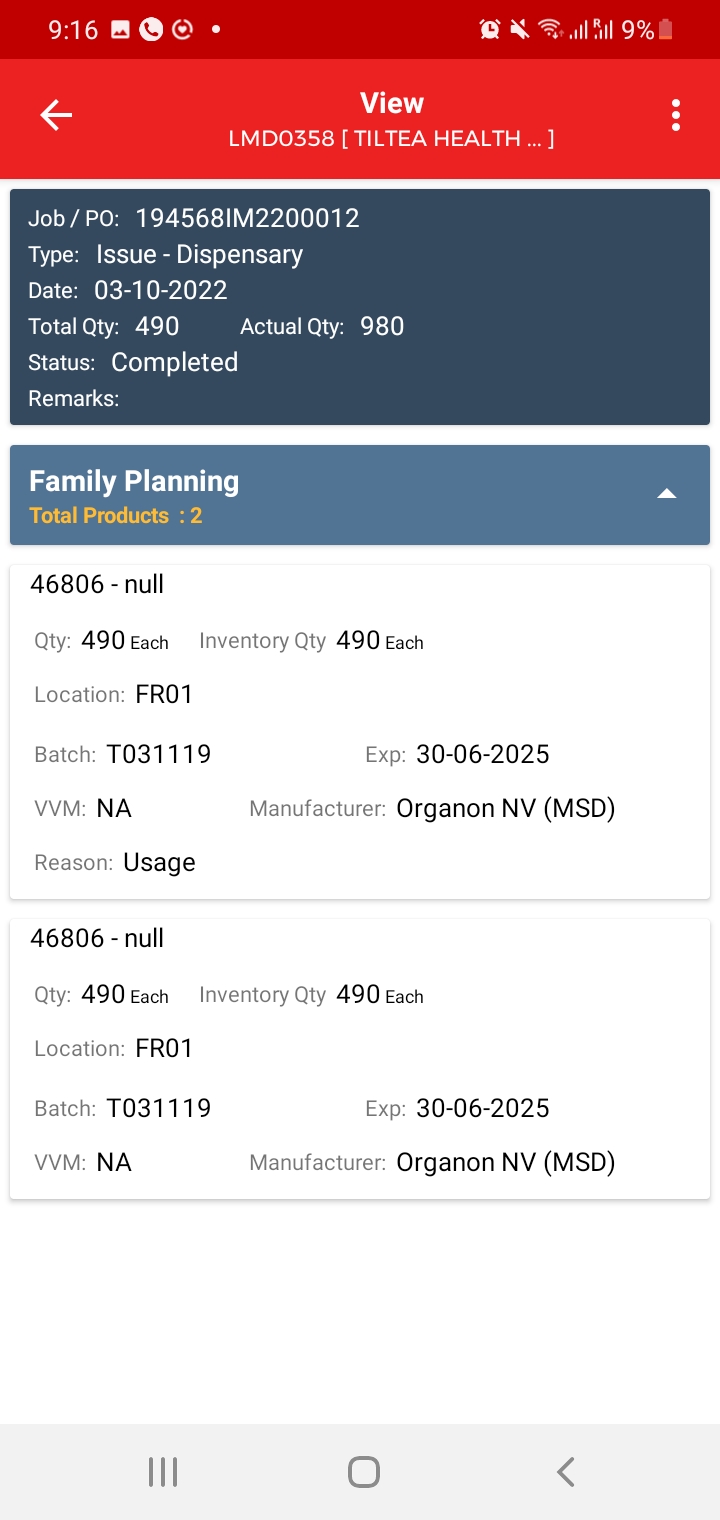 9:16 9%
View
LMD0358 [ TILTEA HEALTH ... ]
Job / PO: 194568IM2200012
Type: Issue - Dispensary
Date: 03-10-2022
Total Qty: 490 Actual Qty: 980
Status: Completed
Remarks:
Family Planning
Total Products : 2
46806 - null
Qty: 490 Each Inventory Qty 490 Each
Location: FR01
Batch: T031119 Exp: 30-06-2025
VVM: NA Manufacturer: Organon NV (MSD)
Reason: Usage
46806 - null
Qty: 490 Each Inventory Qty 490 Each
Location: FR01
Batch: T031119 Exp: 30-06-2025
VVM: NA Manufacturer: Organon NV (MSD)